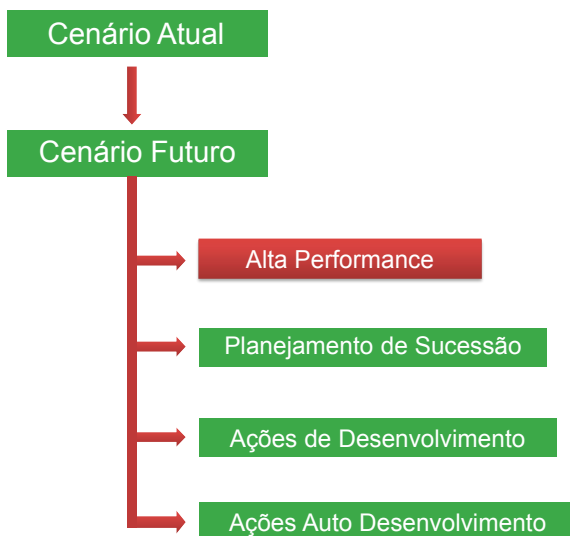 Cenário Atual
Cenário Futuro
Alta Performance
Planejamento de Sucessão
Ações de Desenvolvimento
Ações Auto Desenvolvimento